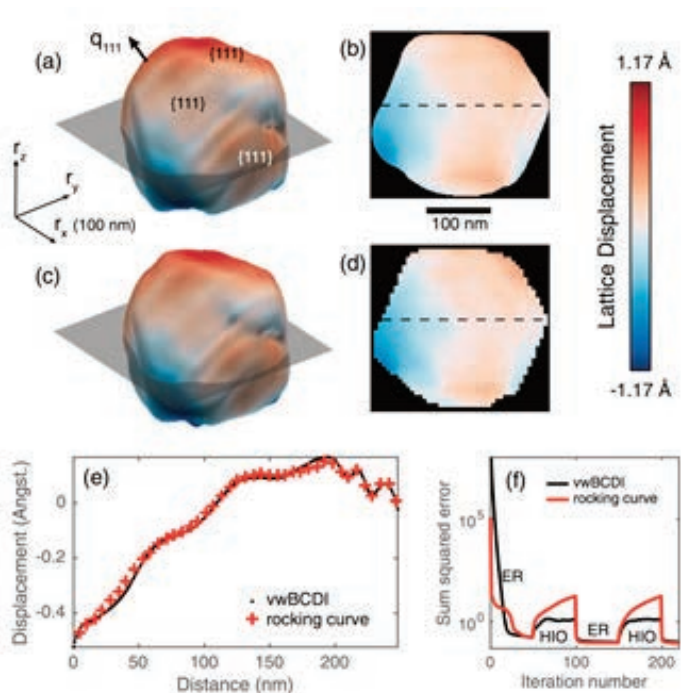 (a)
q111
{111}
{111}
{111}
rz
ry
rx (100 nm)
(b)
100 nm
(c)
(d)
1.17 Å
Lattice Displacement
-1.17 Å
(e)
Displacement (Angst.)
0
-0.2
-0.4
vwBCDI
rocking curve
0 50 100 150 200
Distance (nm)
(f)
Sum squared error
10^5
10^0
vwBCDI
rocking curve
ER
HIO
ER
HIO
0 100 200
Iteration number